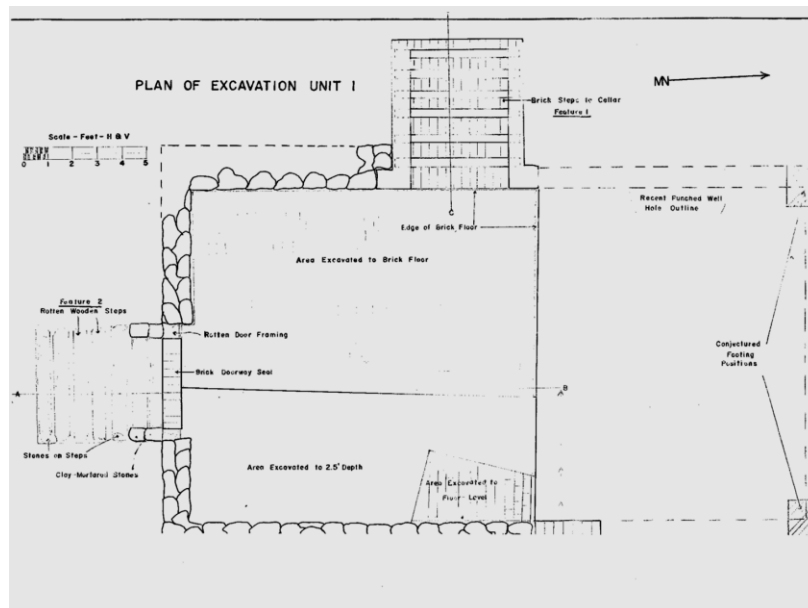 PLAN OF EXCAVATION UNIT 1
MN
Scale - Feet - H & V
0 1 2 3 4 5
Brick Steps to Cellar
Feature 1
C
Edge of Brick Floor
Recent Punched Well
Hole Outline
Area Excavated to Brick Floor
Feature 2
Rotten Wooden Steps
Rotten Door Framing
Conjectured
Footing
Positions
Brick Doorway Seal
A
B
Stones on Steps
Clay-Mortared Stones
Area Excavated to 2.5' Depth
Area Excavated to
Floor Level